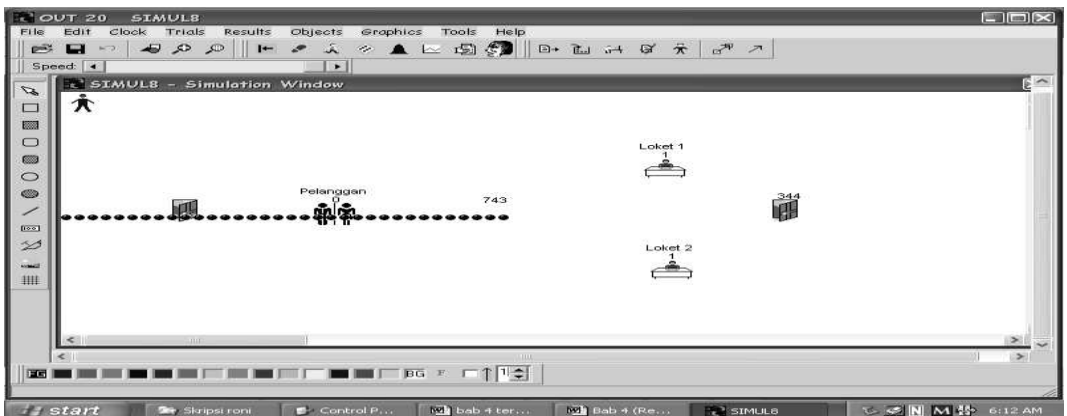 OUT 20 SIMUL8
File Edit Clock Trials Results Objects Graphics Tools Help
Speed:
SIMUL8 - Simulation Window
Loket 1
1
Pelanggan
0
743
344
Loket 2
1
FG BG F 1
start Skripsi roni Control P... bab 4 ter... Bab 4 (Re... SIMUL8 N M 6:12 AM